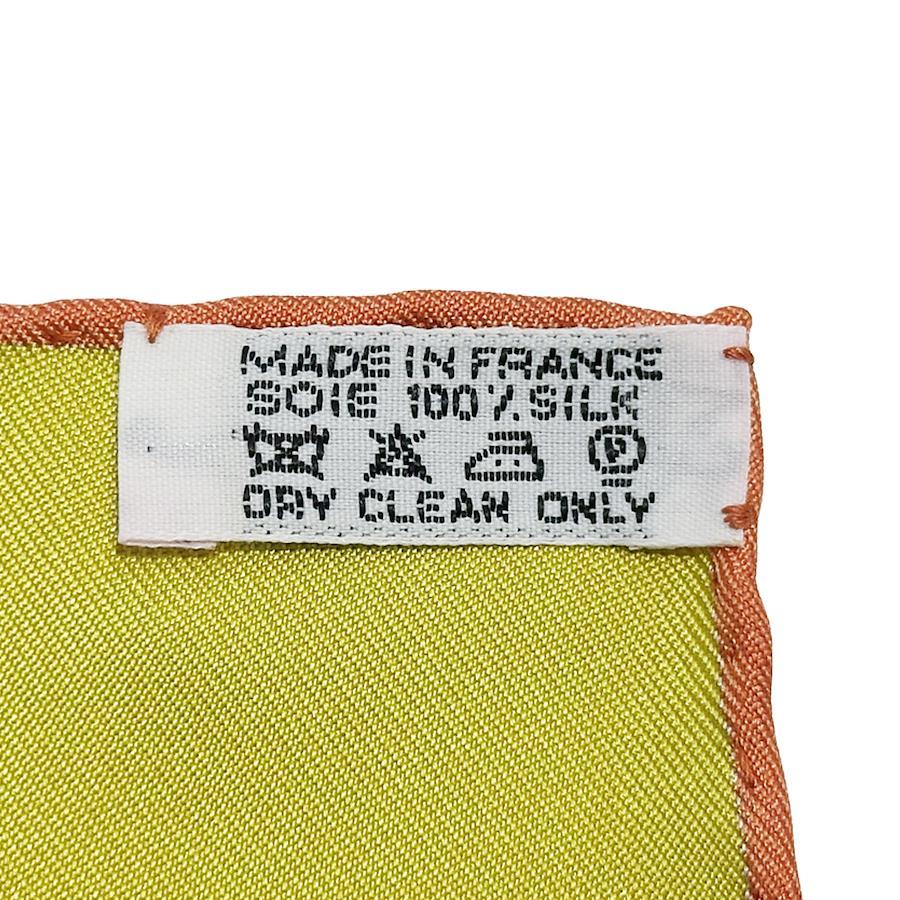 MADE IN FRANCE
SOIE 100% SILK
P
DRY CLEAN ONLY